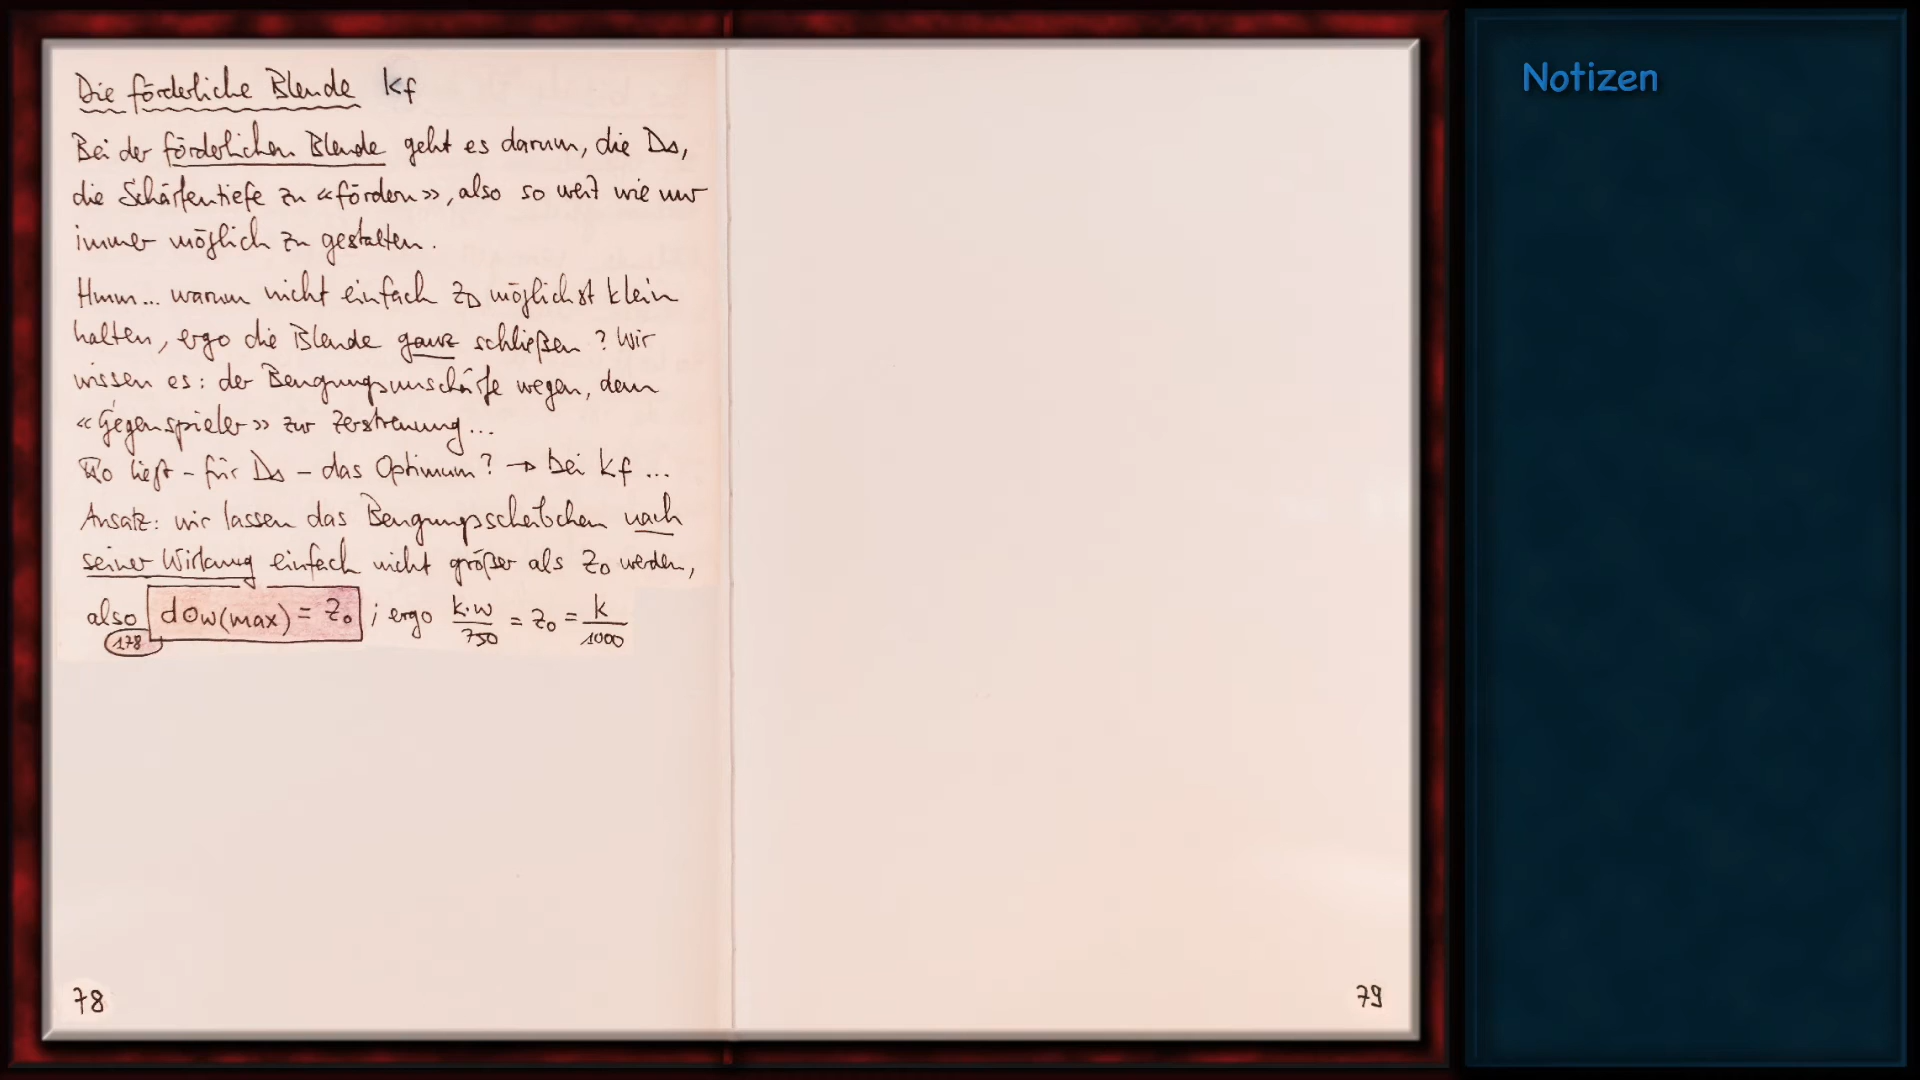 Die förderliche Blende kf
Bei der förderlichen Blende geht es darum, die Ds,
die Schärfentiefe zu «fördern», also so weit wie nur
immer möglich zu gestalten.
Hmm... warum nicht einfach ZD möglichst klein
halten, ergo die Blende ganz schließen? Wir
wissen es: der Beugungsunschärfe wegen, dem
«Gegenspieler» zur Zerstreuung...
Wo liegt - für Ds - das Optimum? → bei kf ...
Ansatz: wir lassen das Beugungsscheibchen nach
seiner Wirkung einfach nicht größer als Z0 werden,
also d⊙w(max) = Z0 ; ergo k·w/750 = Z0 = k/1000
178
78
79
Notizen